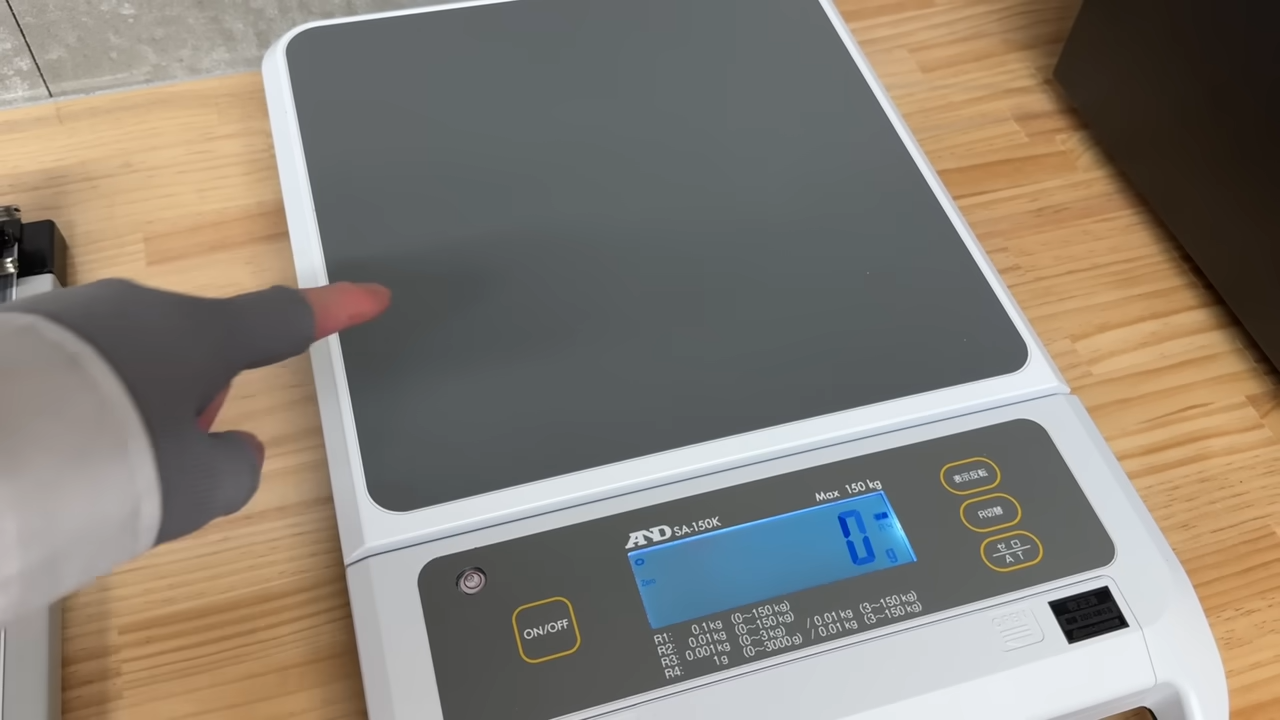 Max 150 kg
AND SA-150K
表示反転
R切替
ゼロ
AT
Zero
0
R4
g
ON/OFF
R1: 0.1kg (0~150kg)
R2: 0.01kg (0~150kg)
R3: 0.001kg (0~3kg) / 0.01kg (3~150kg)
R4: 1g (0~3000g) / 0.01kg (3~150kg)